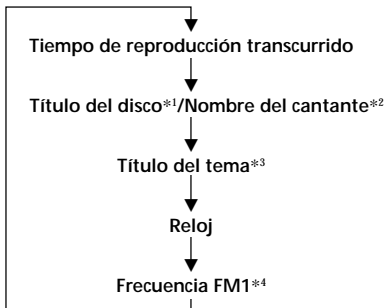 Tiempo de reproducción transcurrido
Título del disco*1/Nombre del cantante*2
Título del tema*3
Reloj
Frecuencia FM1*4